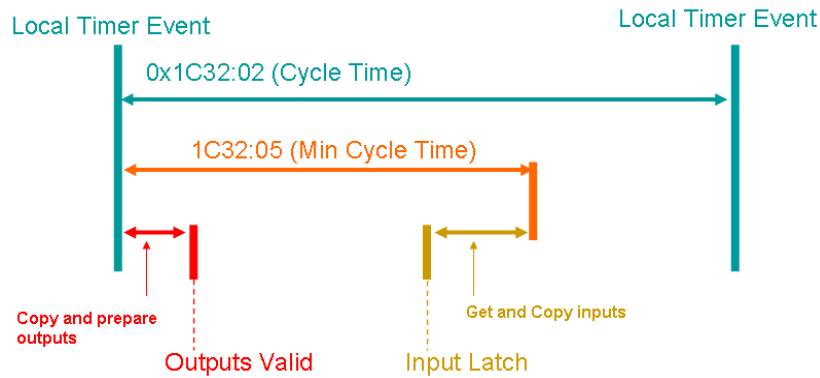 Local Timer Event
Local Timer Event
0x1C32:02 (Cycle Time)
1C32:05 (Min Cycle Time)
Copy and prepare
outputs
Get and Copy inputs
Outputs Valid
Input Latch